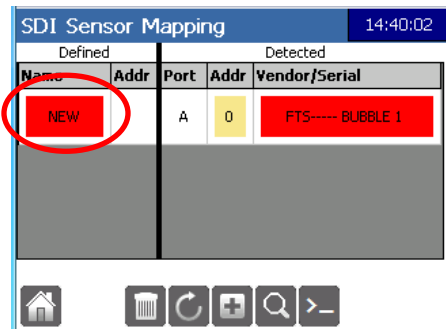 SDI Sensor Mapping 14:40:02
Defined Detected
Name Addr Port Addr Vendor/Serial
NEW A 0 FTS----- BUBBLE 1
>_